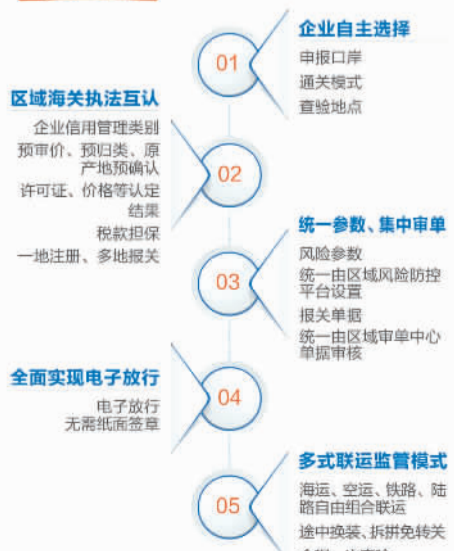 01
企业自主选择
申报口岸
通关模式
查验地点
区域海关执法互认
企业信用管理类别
预审价、预归类、原
产地预确认
许可证、价格等认定
结果
税款担保
一地注册、多地报关
02
统一参数、集中审单
风险参数
统一由区域风险防控
平台设置
报关单据
统一由区域审单中心
单据审核
03
全面实现电子放行
电子放行
无需纸面签章
04
多式联运监管模式
海运、空运、铁路、陆
路自由组合联运
途中换装、拆拼免转关
05